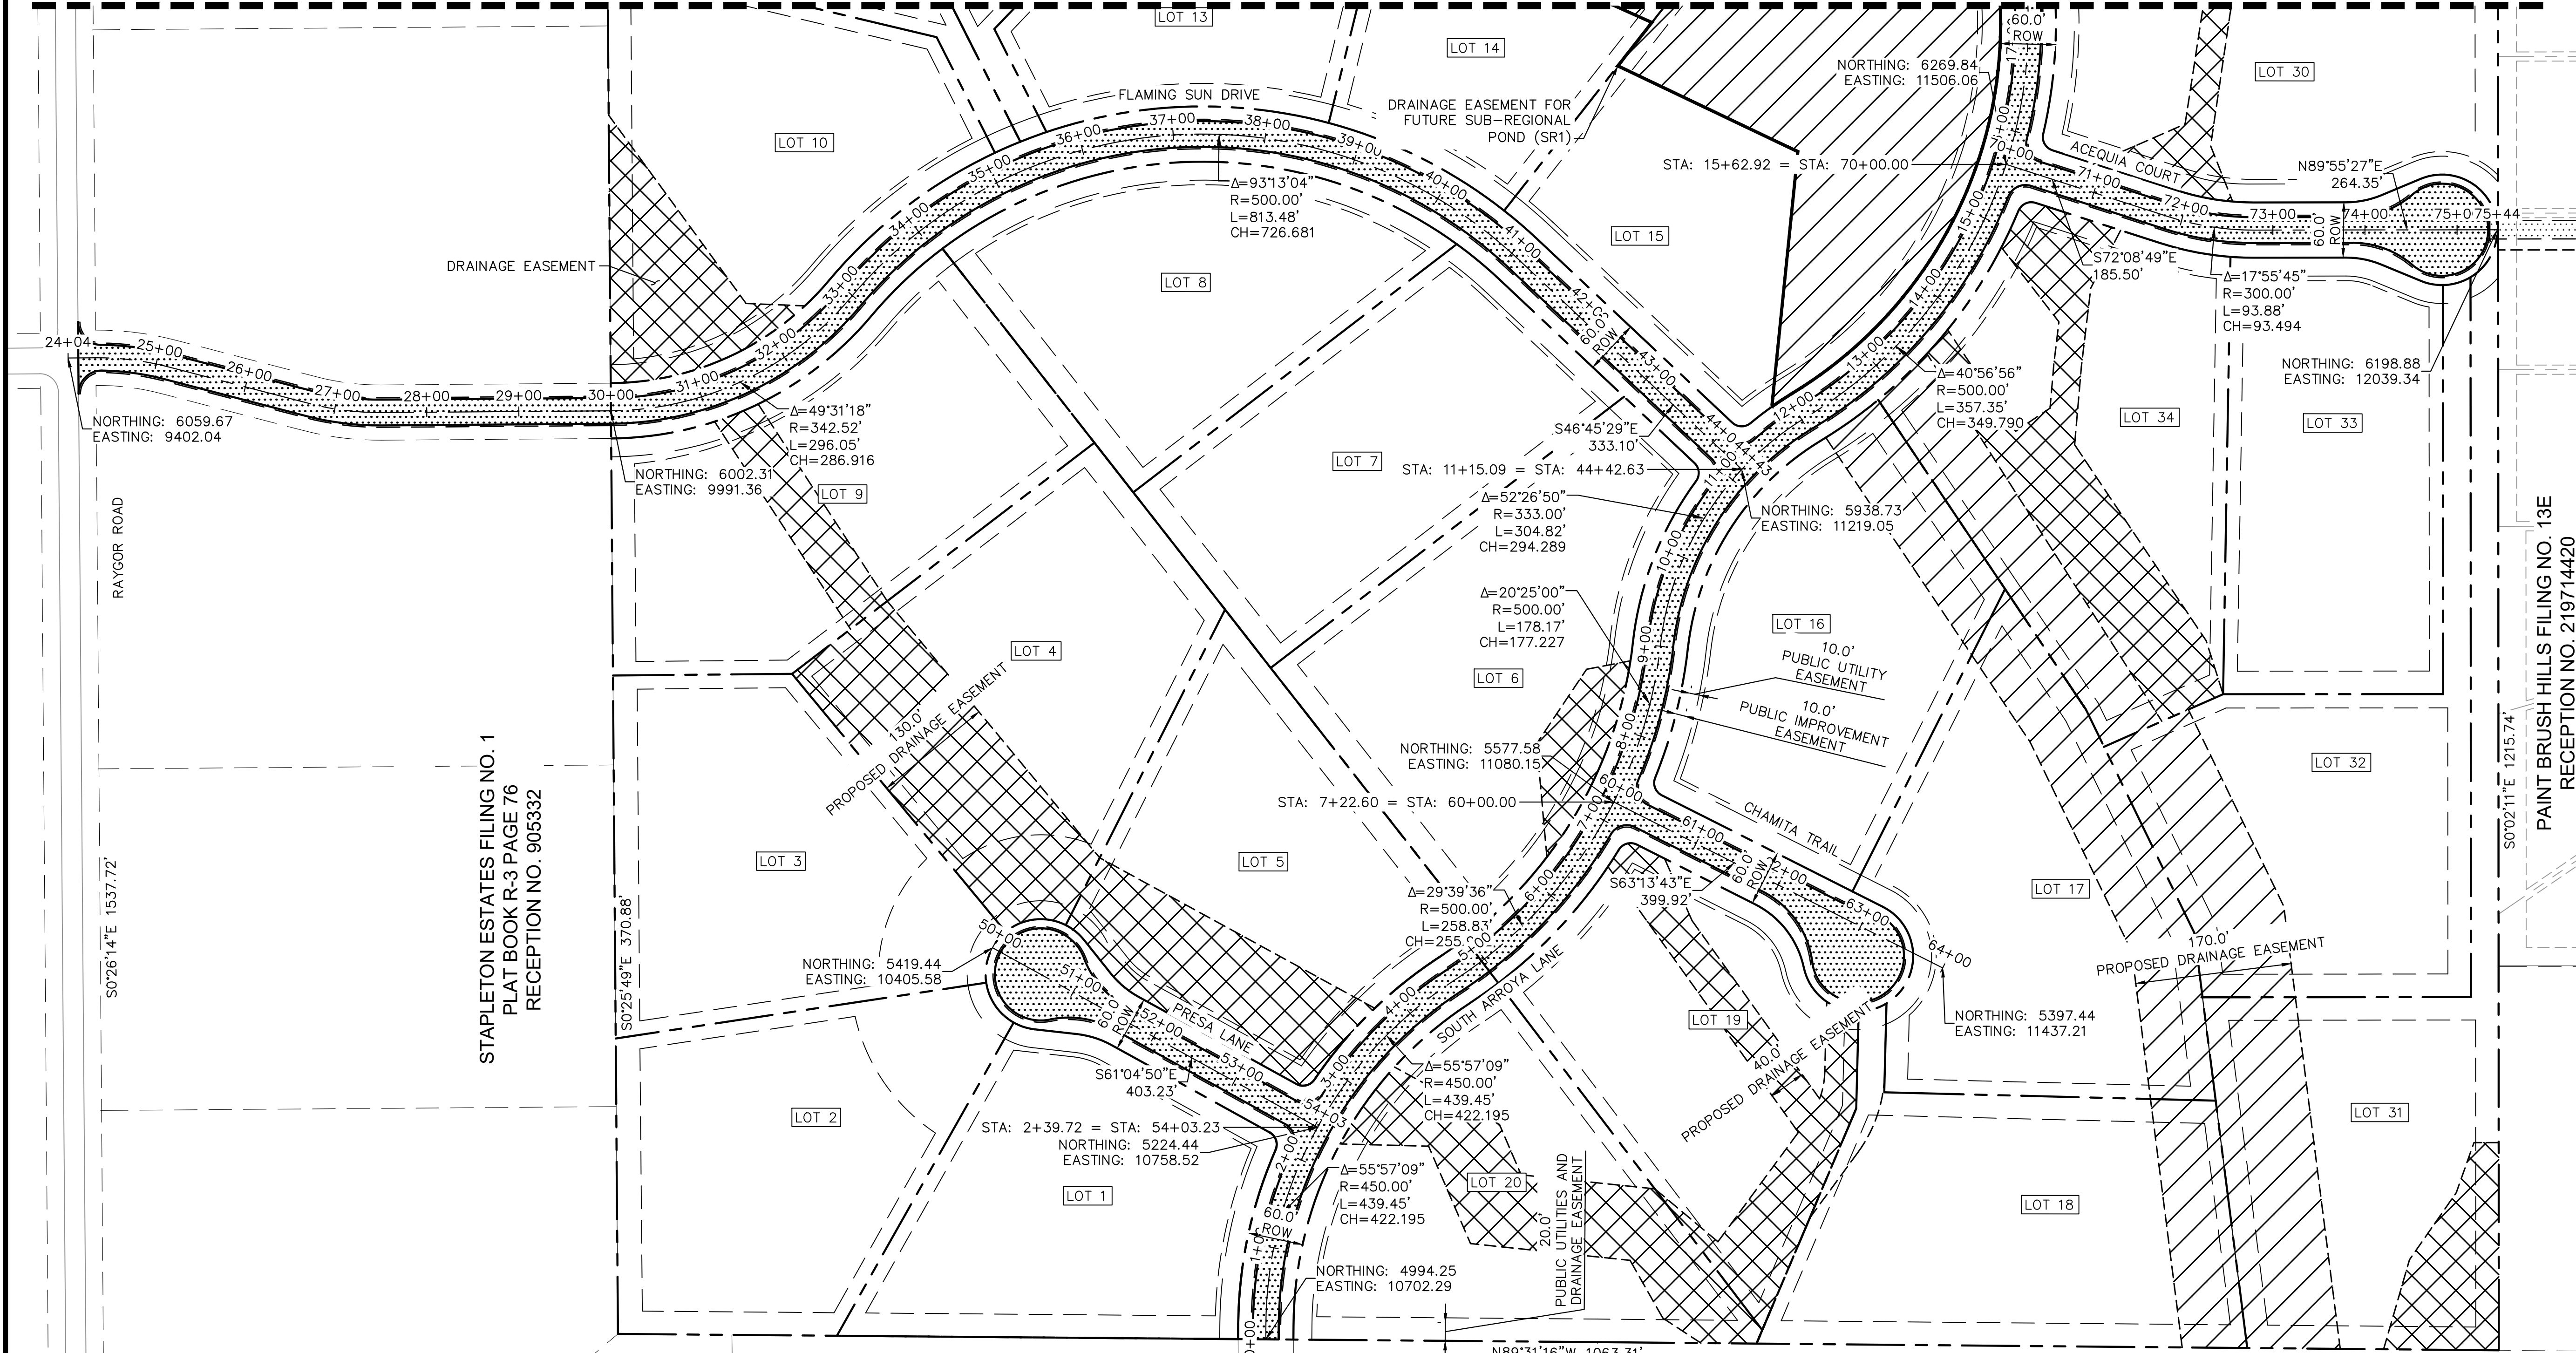 LOT 13
LOT 14
60.0'
ROW
LOT 30
NORTHING: 6269.84
EASTING: 11506.06
FLAMING SUN DRIVE
DRAINAGE EASEMENT FOR
FUTURE SUB-REGIONAL
POND (SR1)
LOT 10
37+00
38+00
36+00
35+00
40+00
34+00
33+00
32+00
31+00
30+00
29+00
28+00
27+00
26+00
25+00
24+04
STA: 15+62.92 = STA: 70+00.00
70+00
ACEQUIA COURT
71+00
72+00
73+00
74+00
75+44
60.0'
ROW
N89°55'27"E
264.35'
Δ=93°13'04"
R=500.00'
L=813.48'
CH=726.681
LOT 15
LOT 8
DRAINAGE EASEMENT
S72°08'49"E
185.50'
Δ=17°55'45"
R=300.00'
L=93.88'
CH=93.494
41+00
60.0'
ROW
43+00
15+00
14+00
13+00
12+00
NORTHING: 6198.88
EASTING: 12039.34
Δ=40°56'56"
R=500.00'
L=357.35'
CH=349.790
NORTHING: 6059.67
EASTING: 9402.04
Δ=49°31'18"
R=342.52'
L=296.05'
CH=286.916
LOT 34
LOT 33
S46°45'29"E
333.10'
44+43
LOT 7
STA: 11+15.09 = STA: 44+42.63
NORTHING: 6002.31
EASTING: 9991.36
LOT 9
11+00
Δ=52°26'50"
R=333.00'
L=304.82'
CH=294.289
NORTHING: 5938.73
EASTING: 11219.05
RAYGOR ROAD
10+00
PAINT BRUSH HILLS FILING NO. 13E
RECEPTION NO. 219714420
Δ=20°25'00"
R=500.00'
L=178.17'
CH=177.227
LOT 16
LOT 4
9+00
LOT 6
10.0'
PUBLIC UTILITY
EASEMENT
10.0'
PUBLIC IMPROVEMENT
EASEMENT
130.0'
PROPOSED DRAINAGE EASEMENT
8+00
NORTHING: 5577.58
EASTING: 11080.15
LOT 32
S0°02'11"E 1215.74'
STA: 7+22.60 = STA: 60+00.00
60+00
7+00
61+00
CHAMITA TRAIL
STAPLETON ESTATES FILING NO. 1
PLAT BOOK R-3 PAGE 76
RECEPTION NO. 905332
LOT 3
LOT 5
S63°13'43"E
399.92'
60.0'
ROW
63+00
64+00
LOT 17
Δ=29°39'36"
R=500.00'
L=258.83'
6+00
5+00
S0°26'14"E 1537.72'
S0°25'49"E 370.88'
50+00
NORTHING: 5419.44
EASTING: 10405.58
51+00
60.0'
ROW
52+00
PRESA LANE
53+00
54+03
4+00
3+00
SOUTH ARROYA LANE
170.0'
PROPOSED DRAINAGE EASEMENT
LOT 19
NORTHING: 5397.44
EASTING: 11437.21
40.0'
PROPOSED DRAINAGE EASEMENT
S61°04'50"E
403.23'
Δ=55°57'09"
R=450.00'
L=439.45'
CH=422.195
LOT 2
STA: 2+39.72 = STA: 54+03.23
NORTHING: 5224.44
EASTING: 10758.52
2+00
LOT 31
LOT 1
Δ=55°57'09"
R=450.00'
L=439.45'
CH=422.195
LOT 20
20.0'
PUBLIC UTILITIES AND
DRAINAGE EASEMENT
LOT 18
60.0'
ROW
NORTHING: 4994.25
EASTING: 10702.29
N89°31'16"W 1063.31'